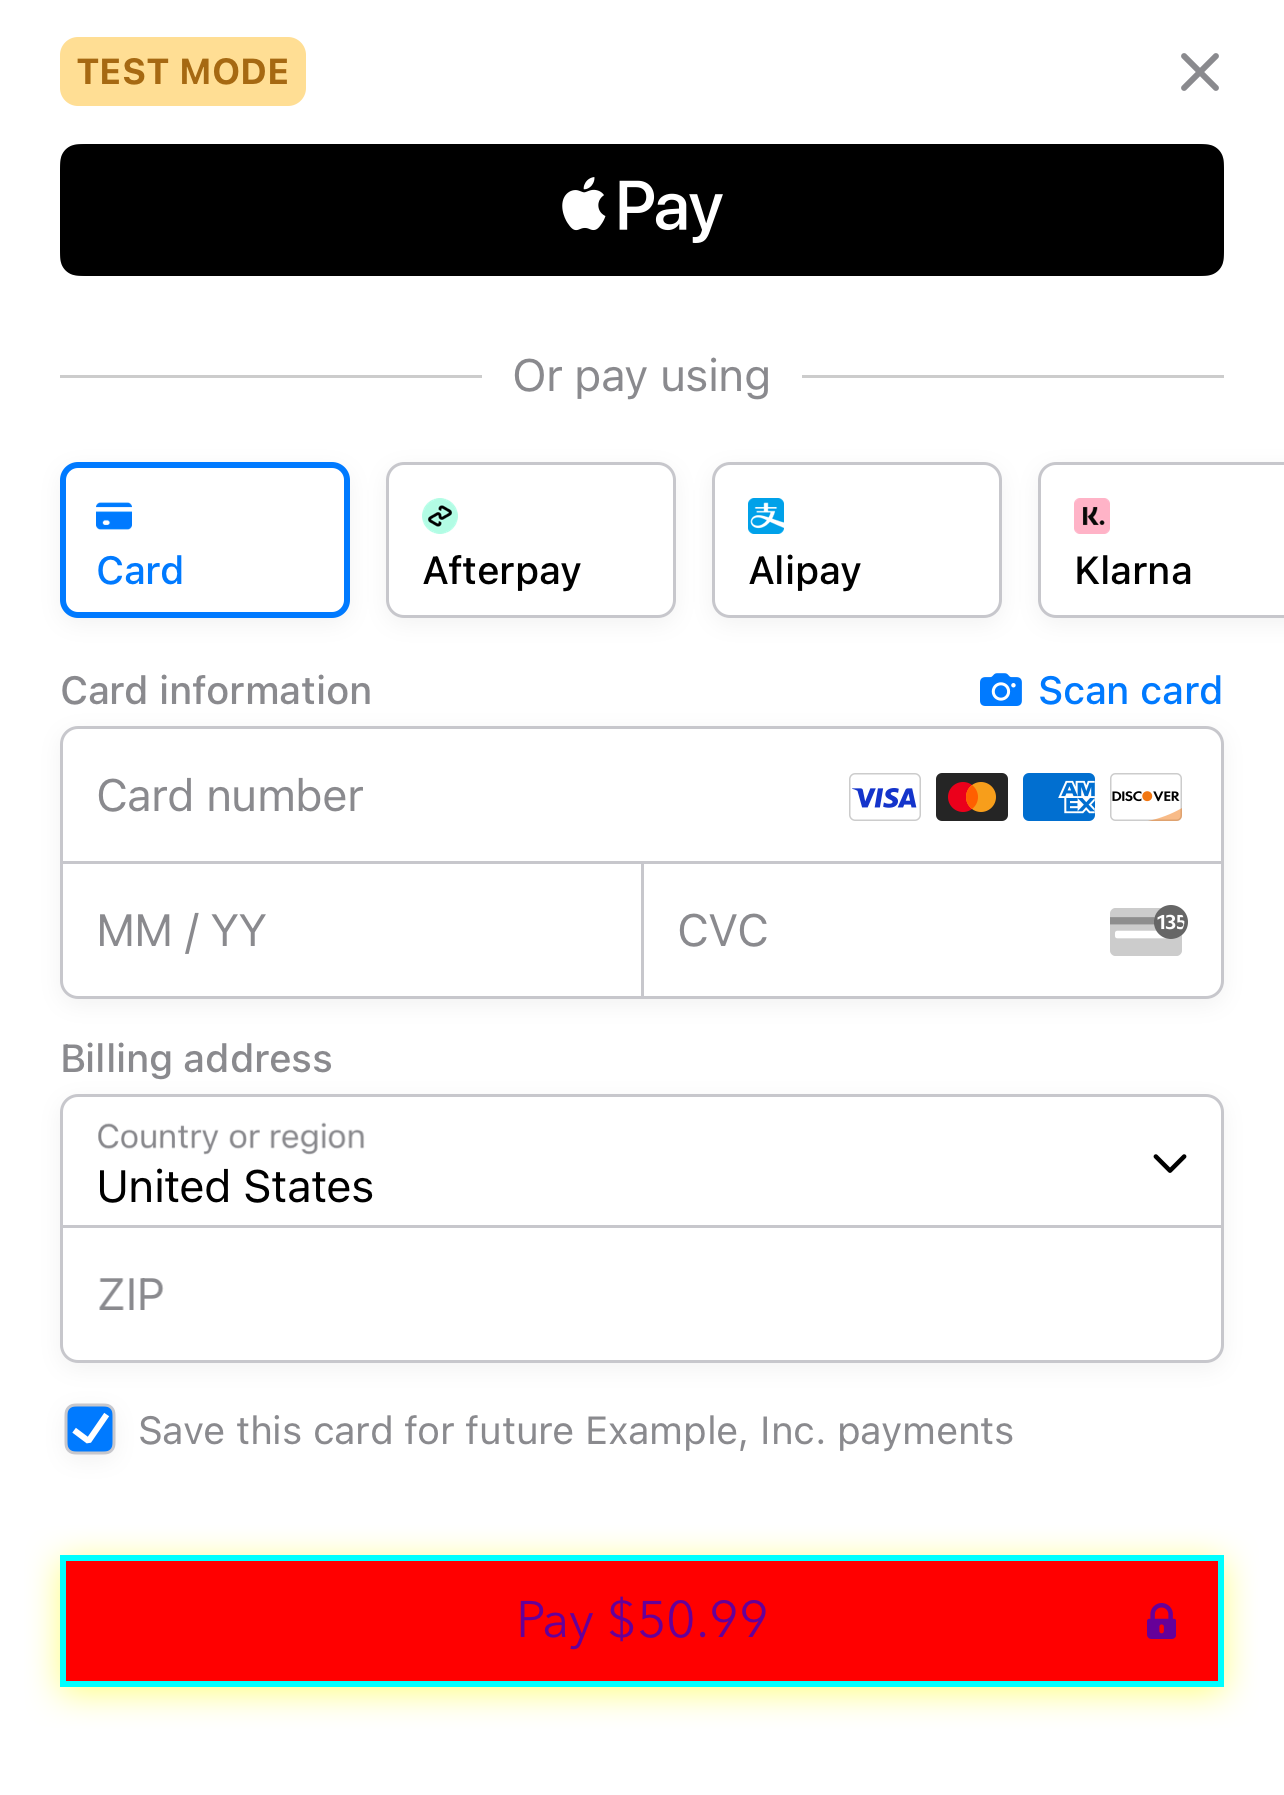 TEST MODE
Pay
Or pay using
Card
Afterpay
支
Alipay
K.
Klarna
Card information
Scan card
Card number
VISA
AM
EX
DISCOVER
MM / YY
CVC
135
Billing address
Country or region
United States
ZIP
Save this card for future Example, Inc. payments
Pay $50.99